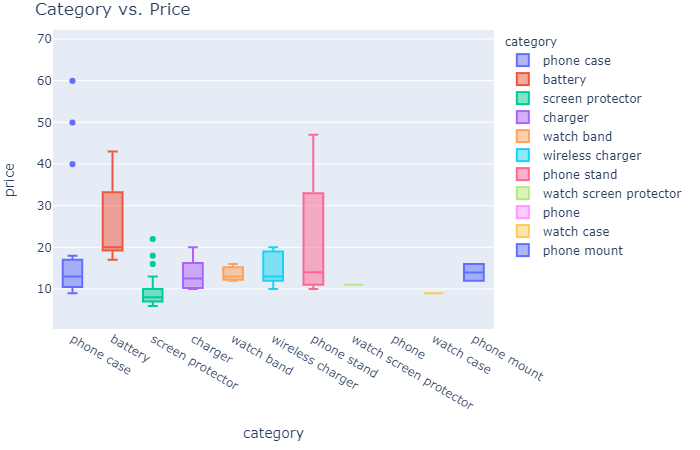 Category vs. Price
price
70
60
50
40
30
20
10
phone case
battery
screen protector
charger
watch band
wireless charger
phone stand
watch screen protector
phone
watch case
phone mount
category
category
phone case
battery
screen protector
charger
watch band
wireless charger
phone stand
watch screen protector
phone
watch case
phone mount